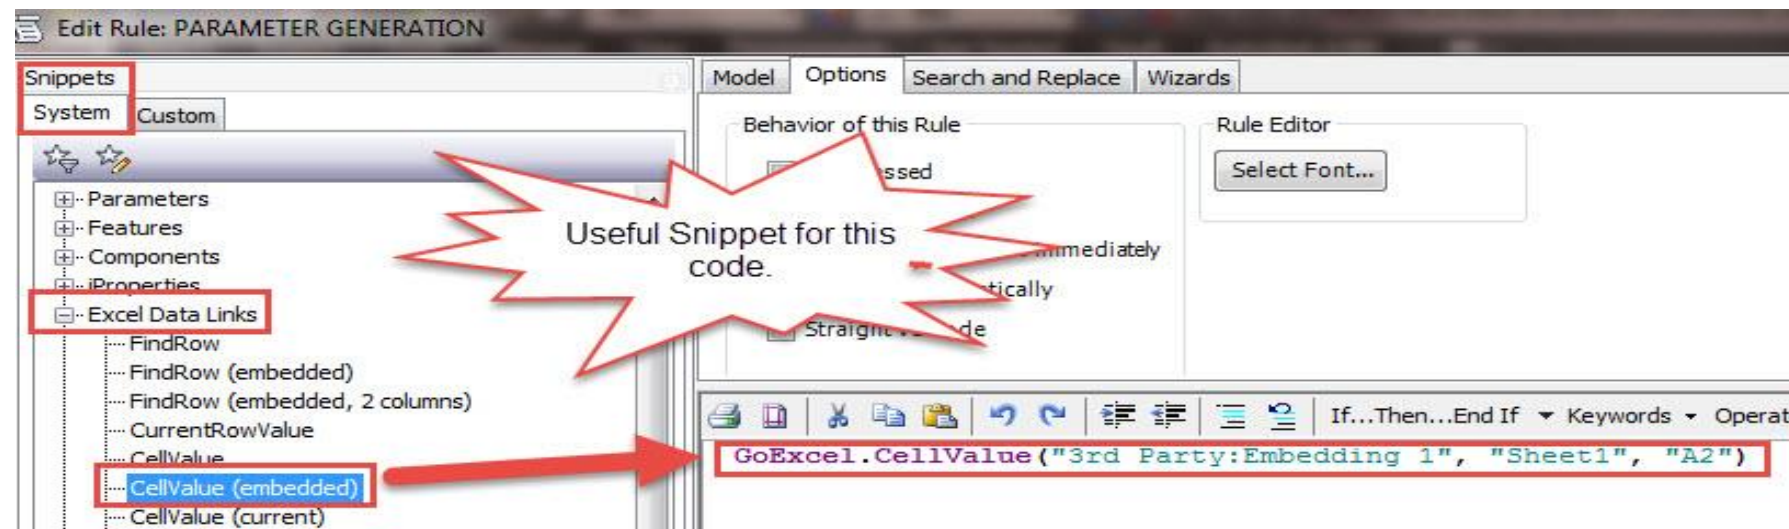 Edit Rule: PARAMETER GENERATION
Snippets
System Custom
Parameters
Features
Components
iProperties
Excel Data Links
FindRow
FindRow (embedded)
FindRow (embedded, 2 columns)
CurrentRowValue
CellValue
CellValue (embedded)
CellValue (current)
Model Options Search and Replace Wizards
Behavior of this Rule
ssed
mmediately
tically
Straight
de
Rule Editor
Select Font...
Useful Snippet for this
code.
If...Then...End If Keywords Operat
GoExcel.CellValue("3rd Party:Embedding 1", "Sheet1", "A2")